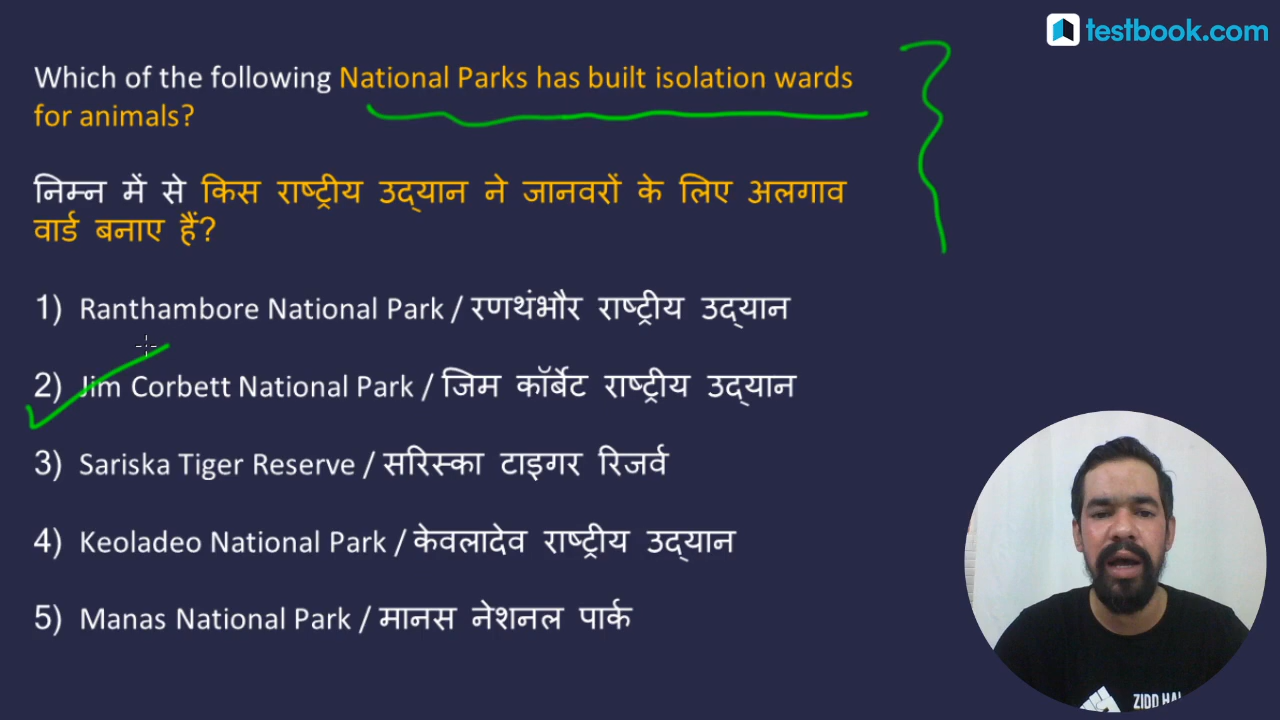 testbook.com
Which of the following National Parks has built isolation wards
for animals?
निम्न में से किस राष्ट्रीय उद्यान ने जानवरों के लिए अलगाव
वार्ड बनाए हैं?
1) Ranthambore National Park / रणथंभौर राष्ट्रीय उद्यान
2) Jim Corbett National Park / जिम कॉर्बेट राष्ट्रीय उद्यान
3) Sariska Tiger Reserve / सरिस्का टाइगर रिजर्व
4) Keoladeo National Park / केवलादेव राष्ट्रीय उद्यान
5) Manas National Park / मानस नेशनल पार्क
ZIDD